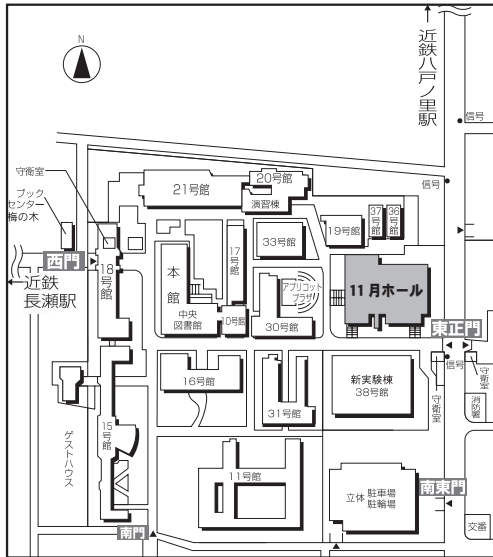 N
近鉄八戸ノ里駅
信号
守衛室
ブック
センター
梅の木
21号館
20号館
演習棟
信号
19号館
37号館
36号館
33号館
17号館
西門
18号館
本館
近鉄
長瀬駅
アプリコット
プラザ
11月ホール
中央
図書館
10号館
30号館
東正門
信号
守衛室
守衛室
消防署
16号館
31号館
新実験棟
38号館
15号館
ゲストハウス
11号館
立体
駐車場
駐輪場
南東門
南門
交番